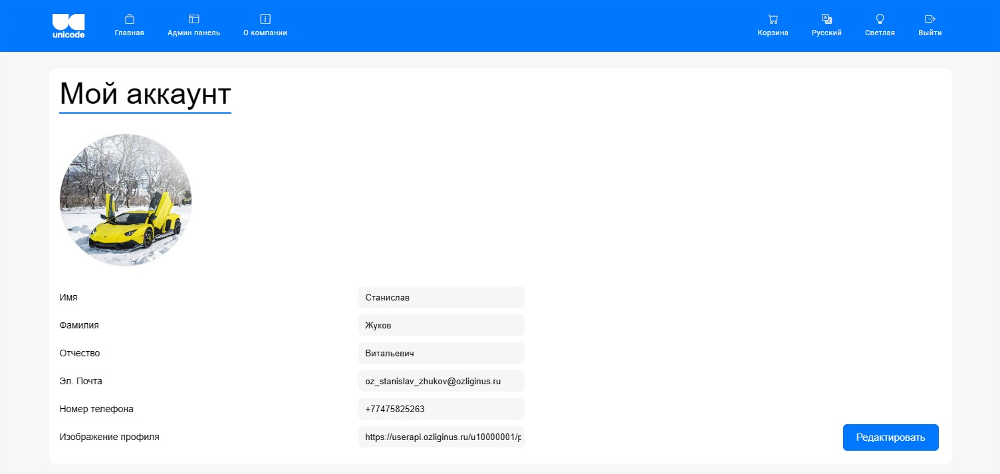 unicode
Главная
Админ панель
О компании
Корзина
Русский
Светлая
Выйти
Мой аккаунт
Имя
Станислав
Фамилия
Жуков
Отчество
Витальевич
Эл. Почта
oz_stanislav_zhukov@ozliginus.ru
Номер телефона
+77475825263
Изображение профиля
https://userapi.ozliginus.ru/u10000001/p
Редактировать